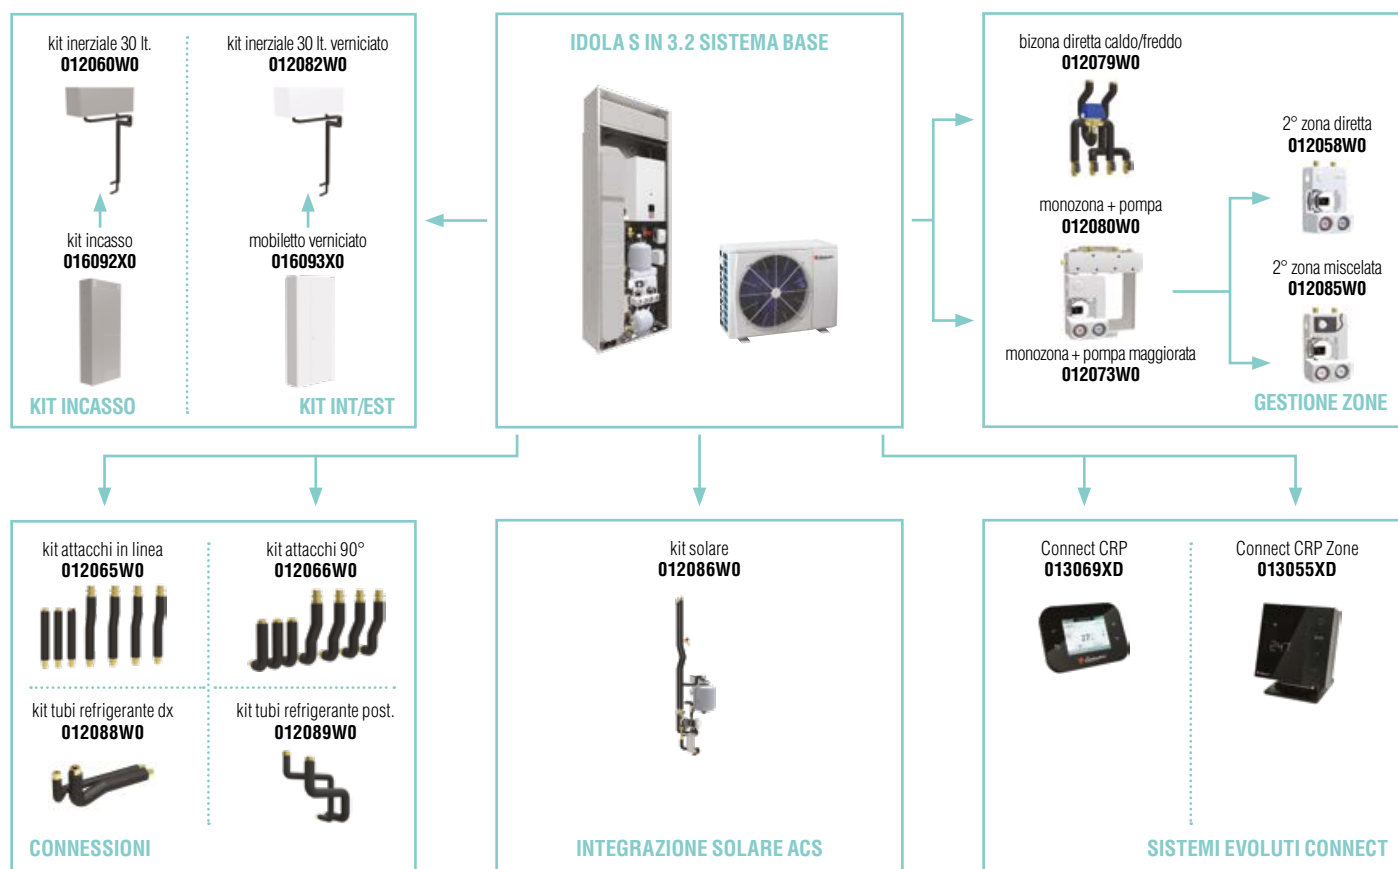 kit inerziale 30 lt.
012060W0
kit incasso
016092X0
KIT INCASSO
kit inerziale 30 lt. verniciato
012082W0
mobiletto verniciato
016093X0
KIT INT/EST
IDOLA S IN 3.2 SISTEMA BASE
bizona diretta caldo/freddo
012079W0
monozona + pompa
012080W0
monozona + pompa maggiorata
012073W0
2° zona diretta
012058W0
2° zona miscelata
012085W0
GESTIONE ZONE
kit attacchi in linea
012065W0
kit attacchi 90°
012066W0
kit tubi refrigerante dx
012088W0
kit tubi refrigerante post.
012089W0
CONNESSIONI
kit solare
012086W0
INTEGRAZIONE SOLARE ACS
Connect CRP
013069XD
Connect CRP Zone
013055XD
SISTEMI EVOLUTI CONNECT